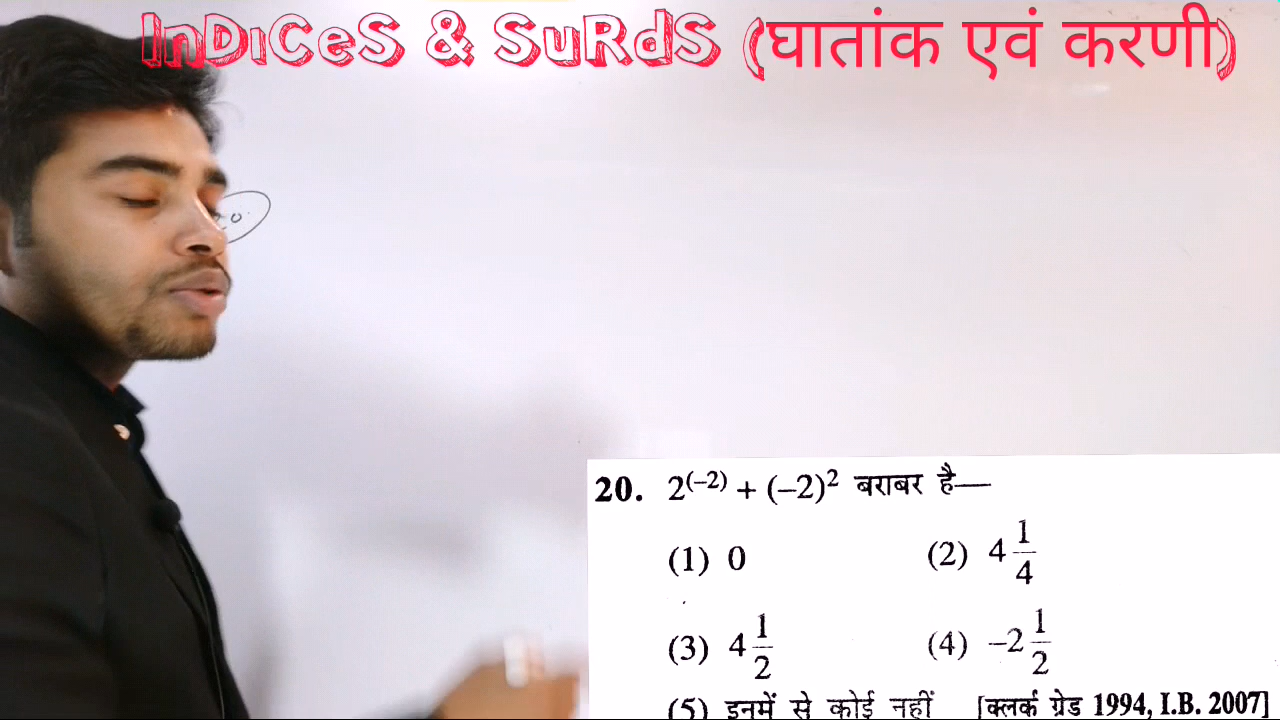 InDiCeS & SuRdS (घातांक एवं करणी)
0
20. 2^(–2) + (–2)^2 बराबर है—
(1) 0 (2) 4 1/4
(3) 4 1/2 (4) –2 1/2
(5) इनमें से कोई नहीं [क्लर्क ग्रेड 1994, I.B. 2007]